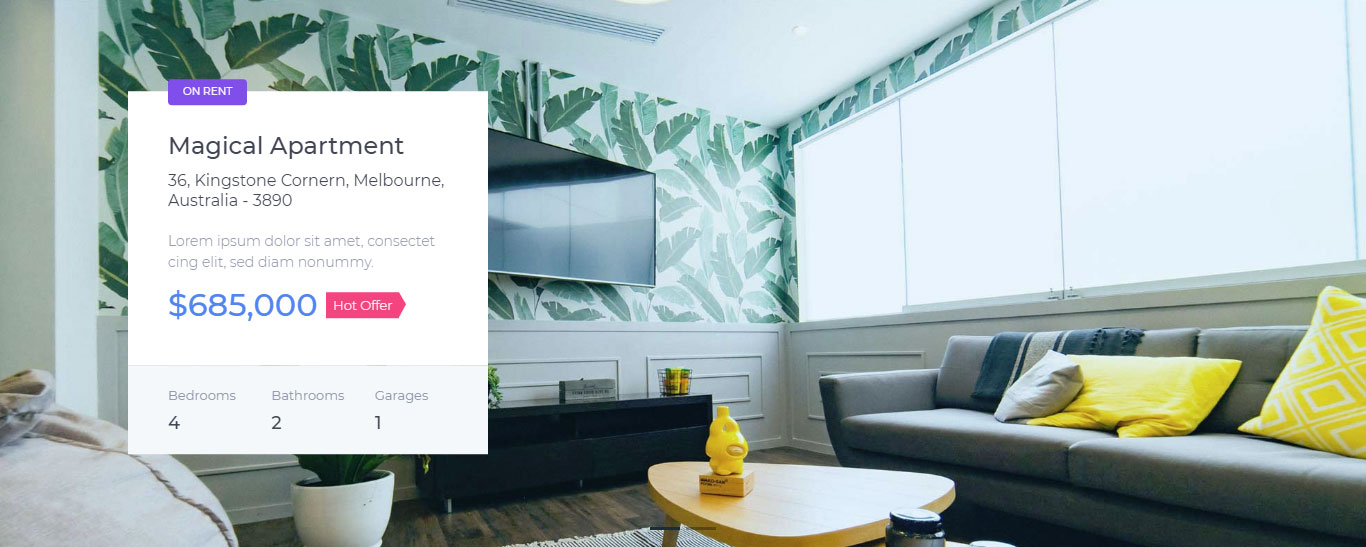 ON RENT
Magical Apartment
36, Kingstone Cornern, Melbourne,
Australia - 3890
Lorem ipsum dolor sit amet, consectet
cing elit, sed diam nonummy.
$685,000 Hot Offer
Bedrooms Bathrooms Garages
4 2 1